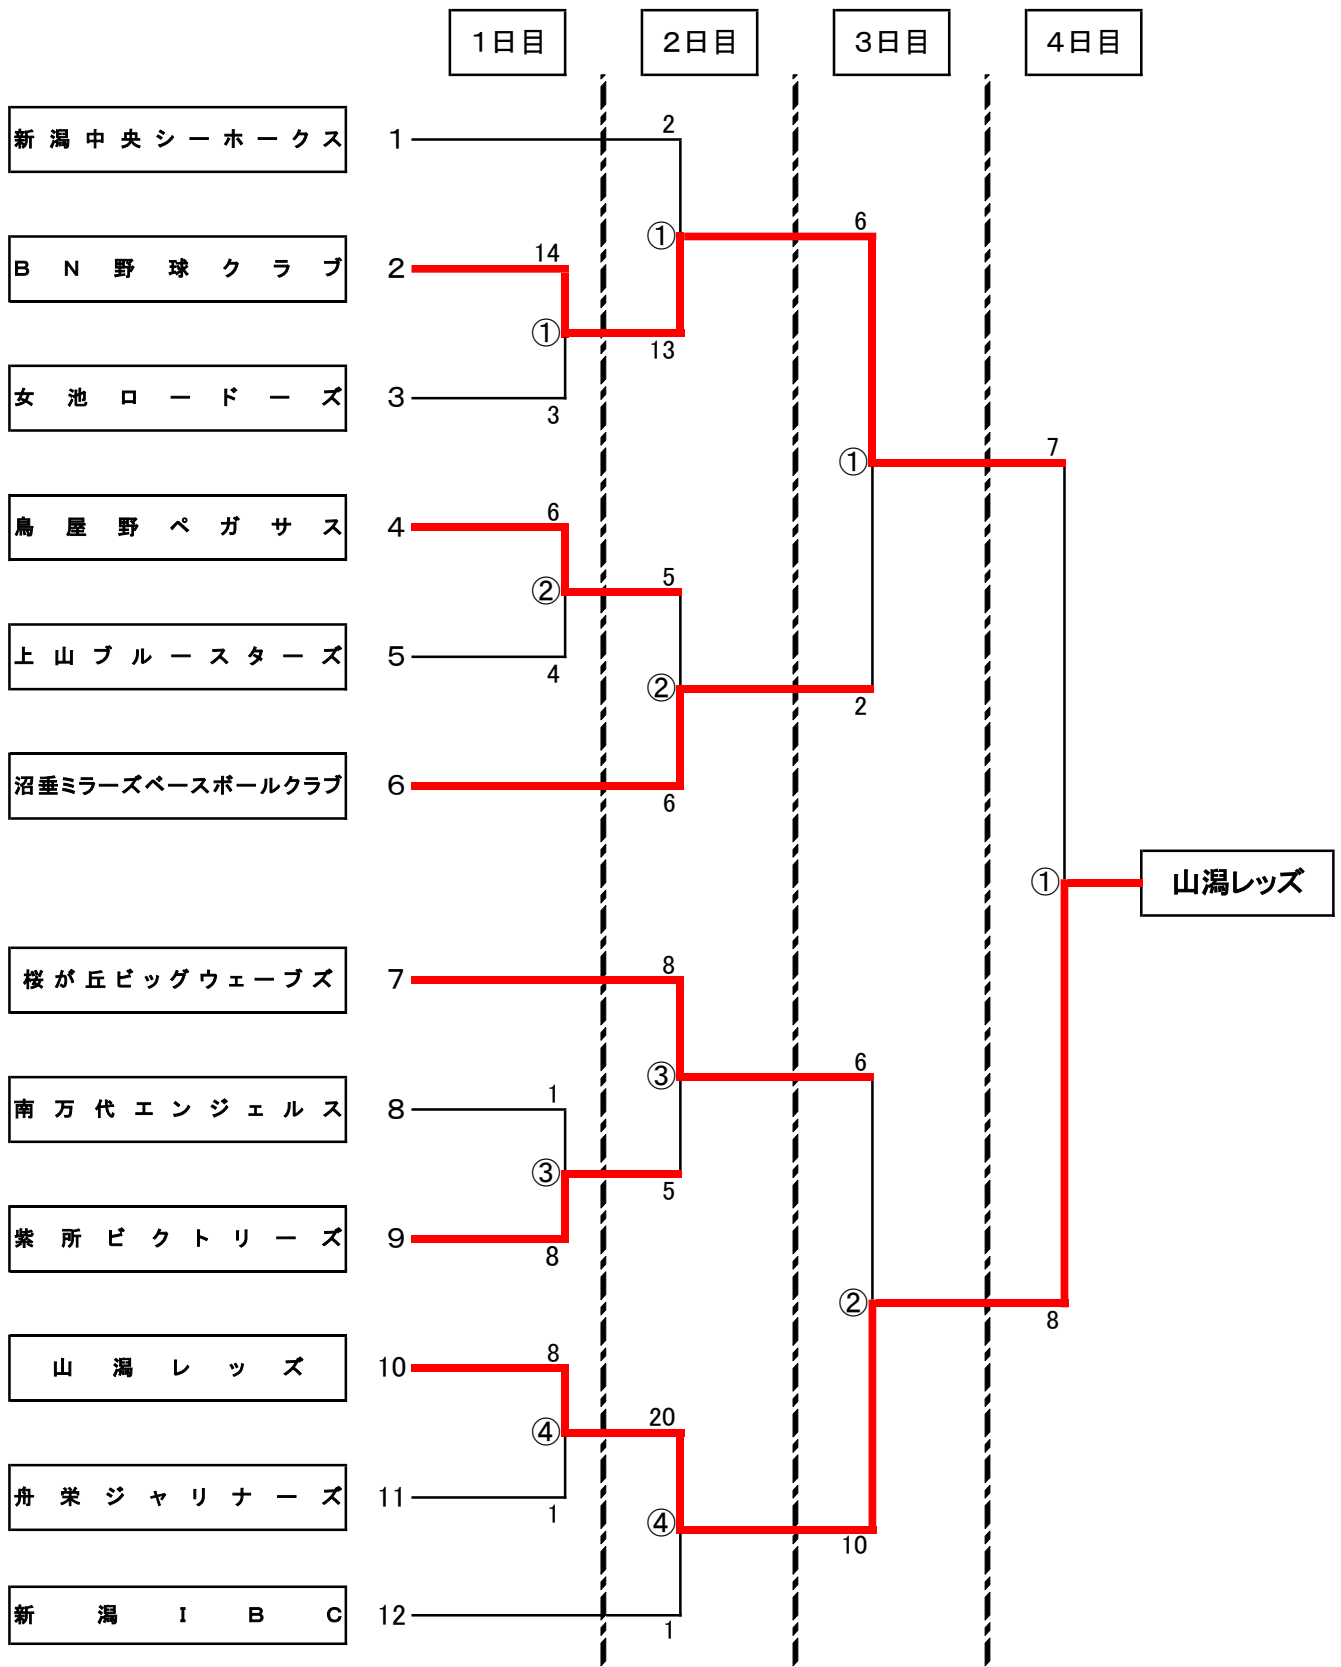 1日目 2日目 3日目 4日目
新潟中央シーホークス 1 2
6
①
BN野球クラブ 2 14
① 13
女池ロードーズ 3 3
7
①
鳥屋野ペガサス 4 6
② 5
上山ブルースターズ 5 4
② 2
沼垂ミラーズベースボールクラブ 6 6
① 山潟レッズ
桜が丘ビッグウェーブズ 7 8
③ 6
南万代エンジェルス 8 1
③ 5
紫所ビクトリーズ 9 8
② 8
山潟レッズ 10 8
④ 20
舟栄ジャリナーズ 11 1
④ 10
新潟IBC 12 1